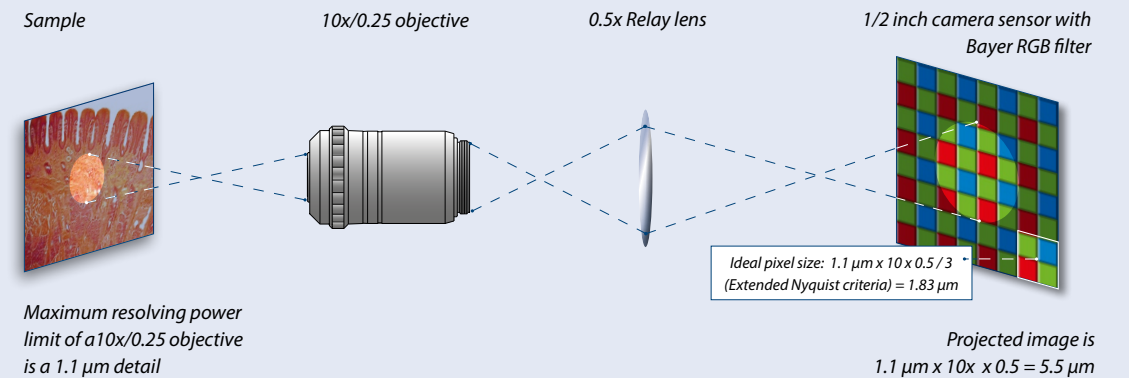 Sample
10x/0.25 objective
0.5x Relay lens
1/2 inch camera sensor with
Bayer RGB filter
Ideal pixel size: 1.1 µm x 10 x 0.5 / 3
(Extended Nyquist criteria) = 1.83 µm
Maximum resolving power
limit of a10x/0.25 objective
is a 1.1 µm detail
Projected image is
1.1 µm x 10x x 0.5 = 5.5 µm